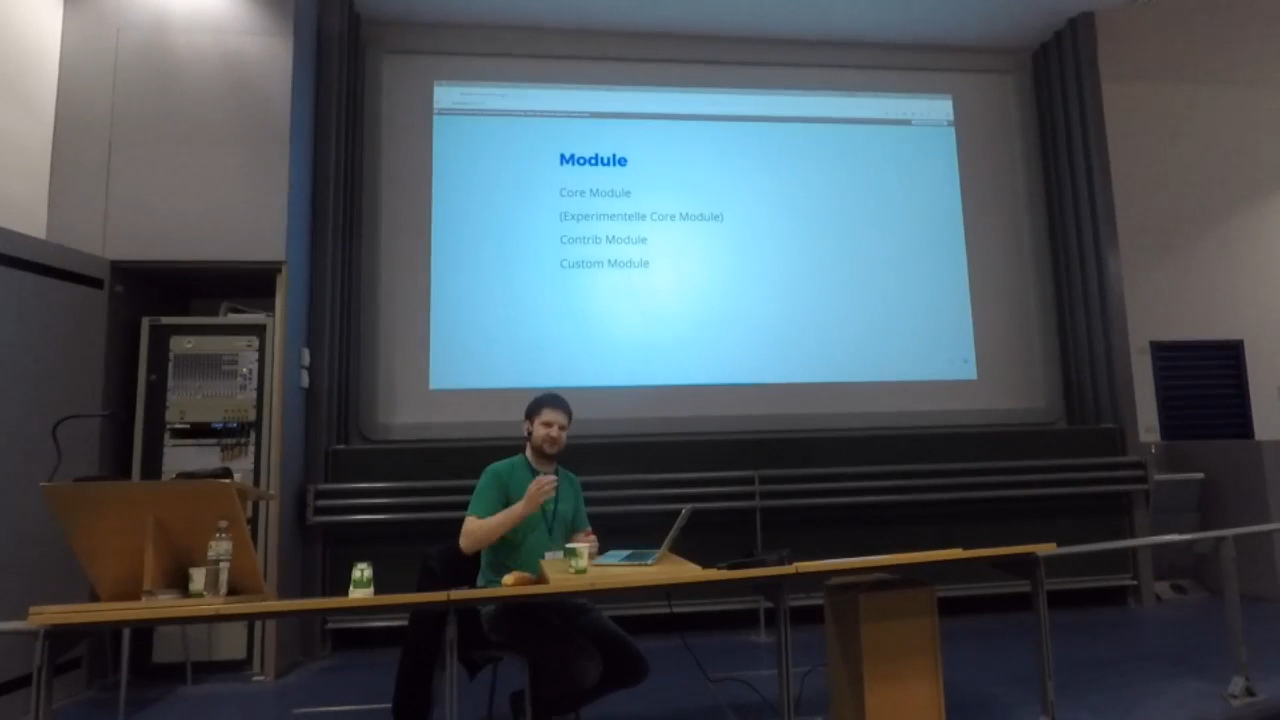 Module
Core Module
(Experimentelle Core Module)
Contrib Module
Custom Module